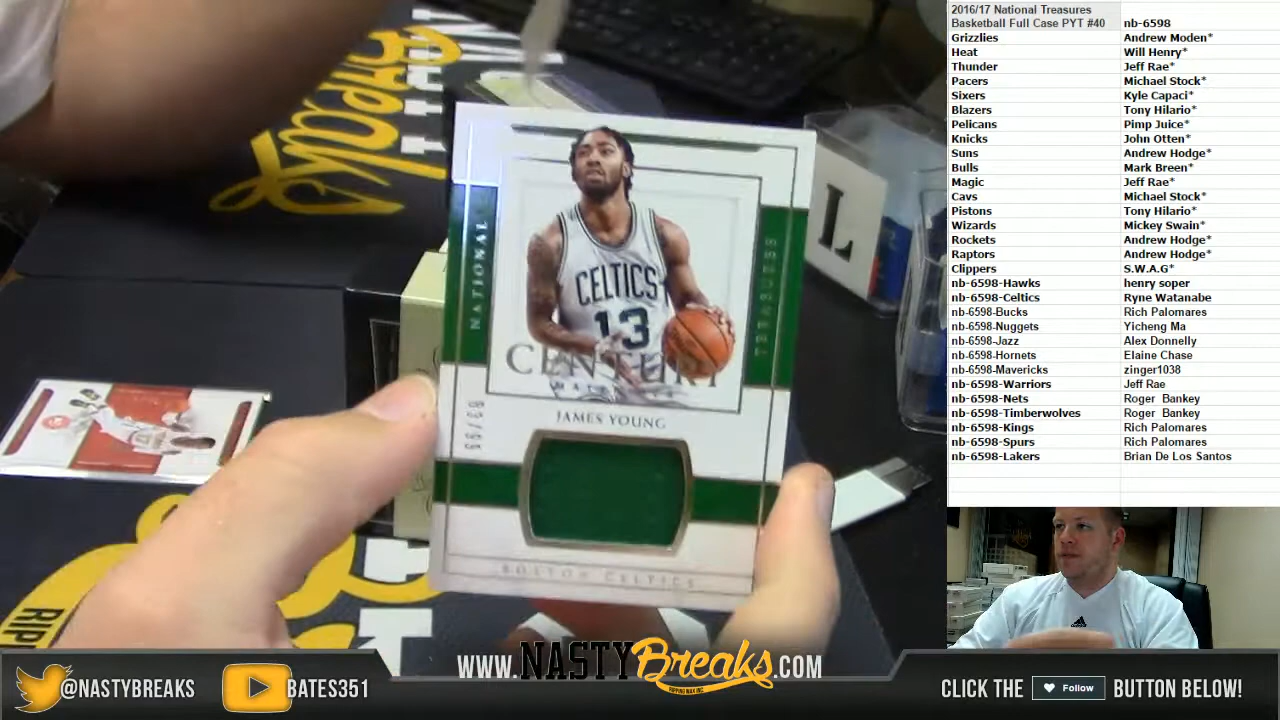 2016/17 National Treasures
Basketball Full Case PYT #40 nb-6598
Grizzlies Andrew Moden*
Heat Will Henry*
Thunder Jeff Rae*
Pacers Michael Stock*
Sixers Kyle Capaci*
Blazers Tony Hilario*
Pelicans Pimp Juice*
Knicks John Otten*
Suns Andrew Hodge*
Bulls Mark Breen*
Magic Jeff Rae*
Cavs Michael Stock*
Pistons Tony Hilario*
Wizards Mickey Swain*
Rockets Andrew Hodge*
Raptors Andrew Hodge*
Clippers S.W.A.G*
nb-6598-Hawks henry soper
nb-6598-Celtics Ryne Watanabe
nb-6598-Bucks Rich Palomares
nb-6598-Nuggets Yicheng Ma
nb-6598-Jazz Alex Donnelly
nb-6598-Hornets Elaine Chase
nb-6598-Mavericks zinger1038
nb-6598-Warriors Jeff Rae
nb-6598-Nets Roger Bankey
nb-6598-Timberwolves Roger Bankey
nb-6598-Kings Rich Palomares
nb-6598-Spurs Rich Palomares
nb-6598-Lakers Brian De Los Santos
L
NATIONAL
TREASURES
CELTICS
13
CENTURY
JAMES YOUNG
BOSTON CELTICS
RIP
@NASTYBREAKS
BATES351
WWW.NASTYBreaks.COM
RIPPING WAX INC.
CLICK THE Follow BUTTON BELOW!